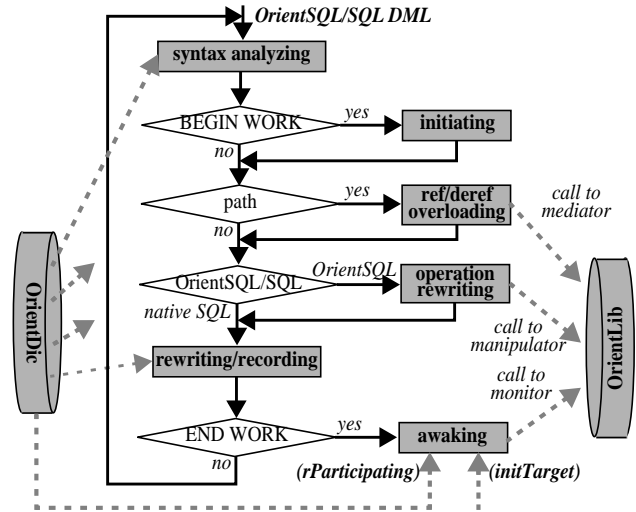 OrientSQL/SQL DML
syntax analyzing
BEGIN WORK
yes
initiating
no
path
yes
ref/deref
overloading
call to
mediator
no
OrientSQL/SQL
OrientSQL
operation
rewriting
native SQL
OrientDic
OrientLib
call to
manipulator
rewriting/recording
call to
monitor
END WORK
yes
awaking
no
(rParticipating)
(initTarget)